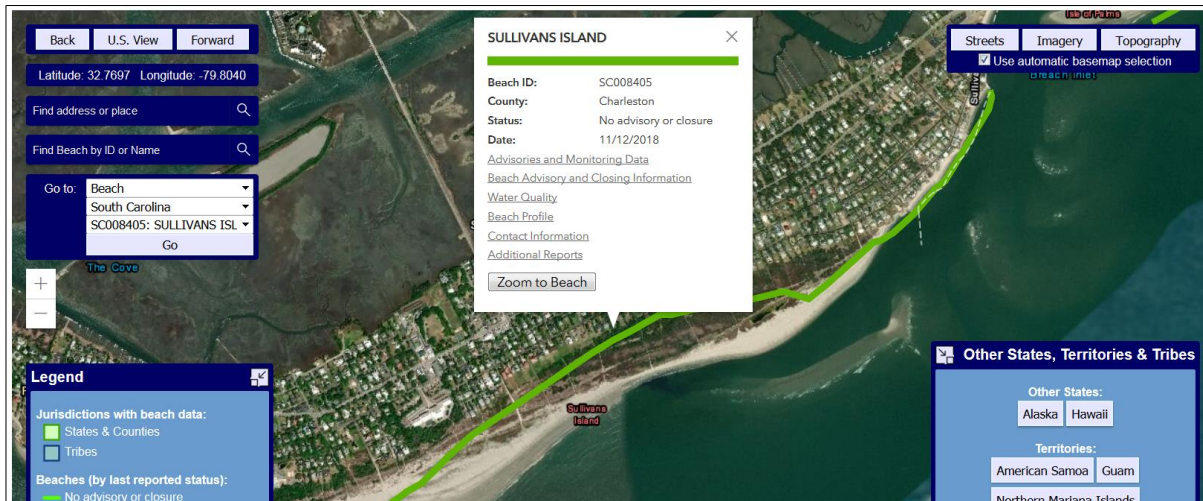 Back
U.S. View
Forward
Latitude: 32.7697 Longitude: -79.8040
Find address or place
Find Beach by ID or Name
Go to:
Beach
South Carolina
SC008405: SULLIVANS ISL
Go
The Cove
+
−
Legend
Jurisdictions with beach data:
States & Counties
Tribes
Beaches (by last reported status):
No advisory or closure
SULLIVANS ISLAND
Beach ID: SC008405
County: Charleston
Status: No advisory or closure
Date: 11/12/2018
Advisories and Monitoring Data
Beach Advisory and Closing Information
Water Quality
Beach Profile
Contact Information
Additional Reports
Zoom to Beach
Sullivans
Island
Isle of Palms
Streets
Imagery
Topography
Use automatic basemap selection
Breach Inlet
Other States, Territories & Tribes
Other States:
Alaska
Hawaii
Territories:
American Samoa
Guam
Northern Mariana Islands